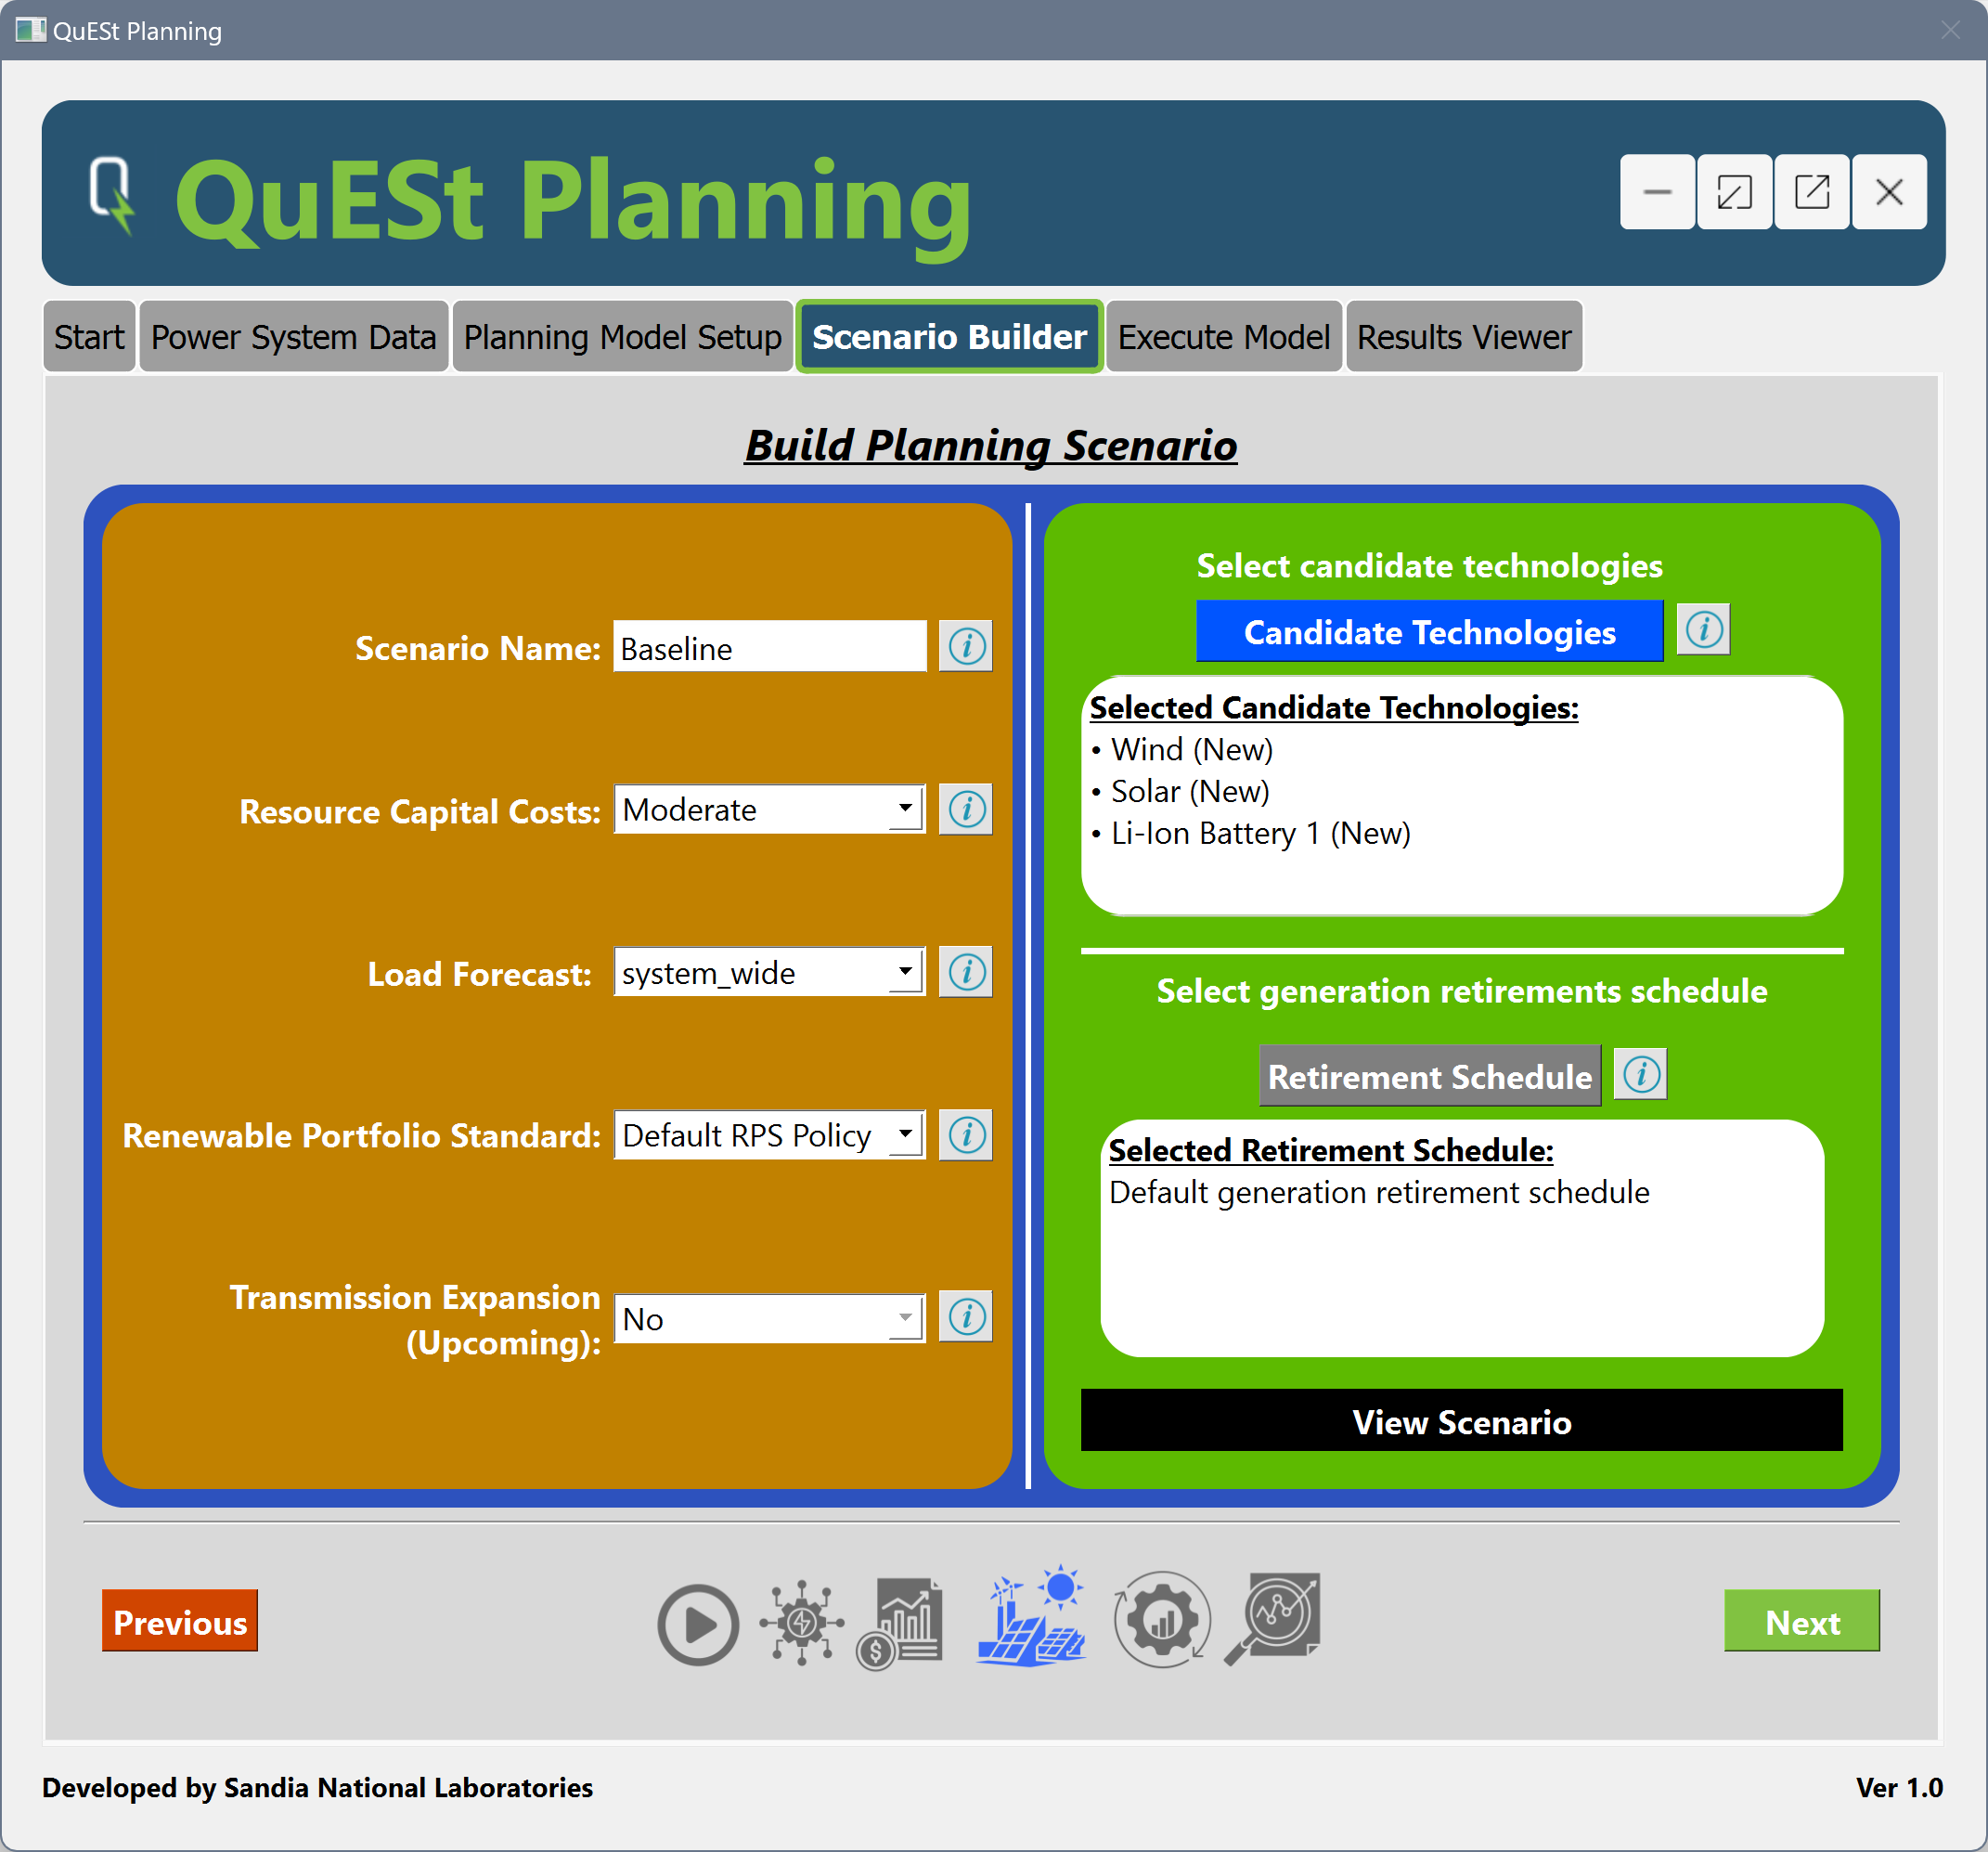 QuESt Planning
QuESt Planning
Start
Power System Data
Planning Model Setup
Scenario Builder
Execute Model
Results Viewer
Build Planning Scenario
Scenario Name:
Baseline
Resource Capital Costs:
Moderate
Load Forecast:
system_wide
Renewable Portfolio Standard:
Default RPS Policy
Transmission Expansion
(Upcoming):
No
Select candidate technologies
Candidate Technologies
Selected Candidate Technologies:
• Wind (New)
• Solar (New)
• Li-Ion Battery 1 (New)
Select generation retirements schedule
Retirement Schedule
Selected Retirement Schedule:
Default generation retirement schedule
View Scenario
Previous
Next
Developed by Sandia National Laboratories
Ver 1.0